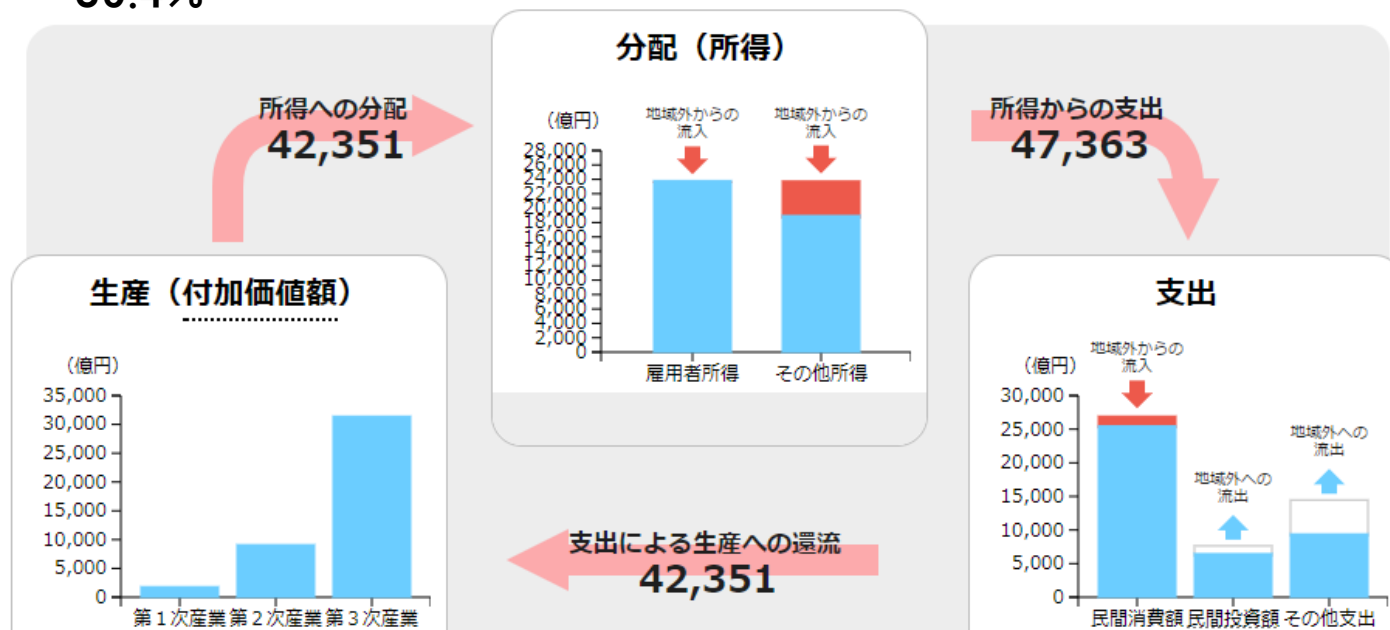 分配（所得）
所得への分配
42,351
所得からの支出
47,363
（億円）
地域外からの
流入
地域外からの
流入
28,000
26,000
24,000
22,000
20,000
18,000
16,000
14,000
12,000
10,000
8,000
6,000
4,000
2,000
0
雇用者所得
その他所得
生産（付加価値額）
（億円）
35,000
30,000
25,000
20,000
15,000
10,000
5,000
0
第１次産業
第２次産業
第３次産業
支出
（億円）
地域外からの
流入
地域外への
流出
地域外への
流出
30,000
25,000
20,000
15,000
10,000
5,000
0
民間消費額
民間投資額
その他支出
支出による生産への還流
42,351